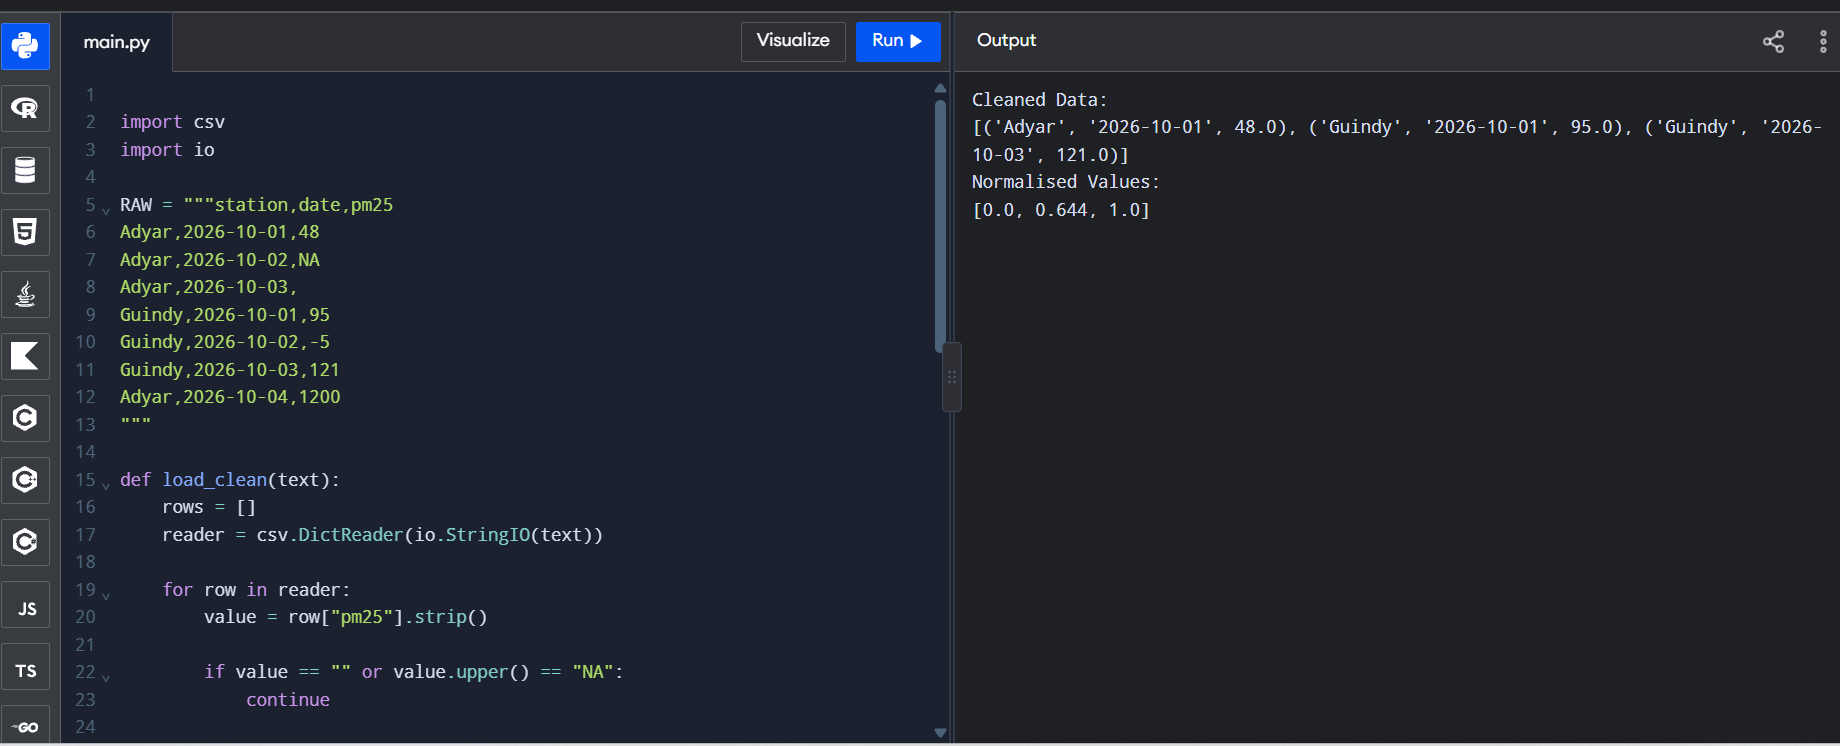 main.py
Visualize
Run
Output
1
2 import csv
3 import io
4
5 RAW = """station,date,pm25
6 Adyar,2026-10-01,48
7 Adyar,2026-10-02,NA
8 Adyar,2026-10-03,
9 Guindy,2026-10-01,95
10 Guindy,2026-10-02,-5
11 Guindy,2026-10-03,121
12 Adyar,2026-10-04,1200
13 """
14
15 def load_clean(text):
16     rows = []
17     reader = csv.DictReader(io.StringIO(text))
18
19     for row in reader:
20         value = row["pm25"].strip()
21
22         if value == "" or value.upper() == "NA":
23             continue
24
Cleaned Data:
[('Adyar', '2026-10-01', 48.0), ('Guindy', '2026-10-01', 95.0), ('Guindy', '2026-
10-03', 121.0)]
Normalised Values:
[0.0, 0.644, 1.0]
R
5
C
C++
C#
JS
TS
GO